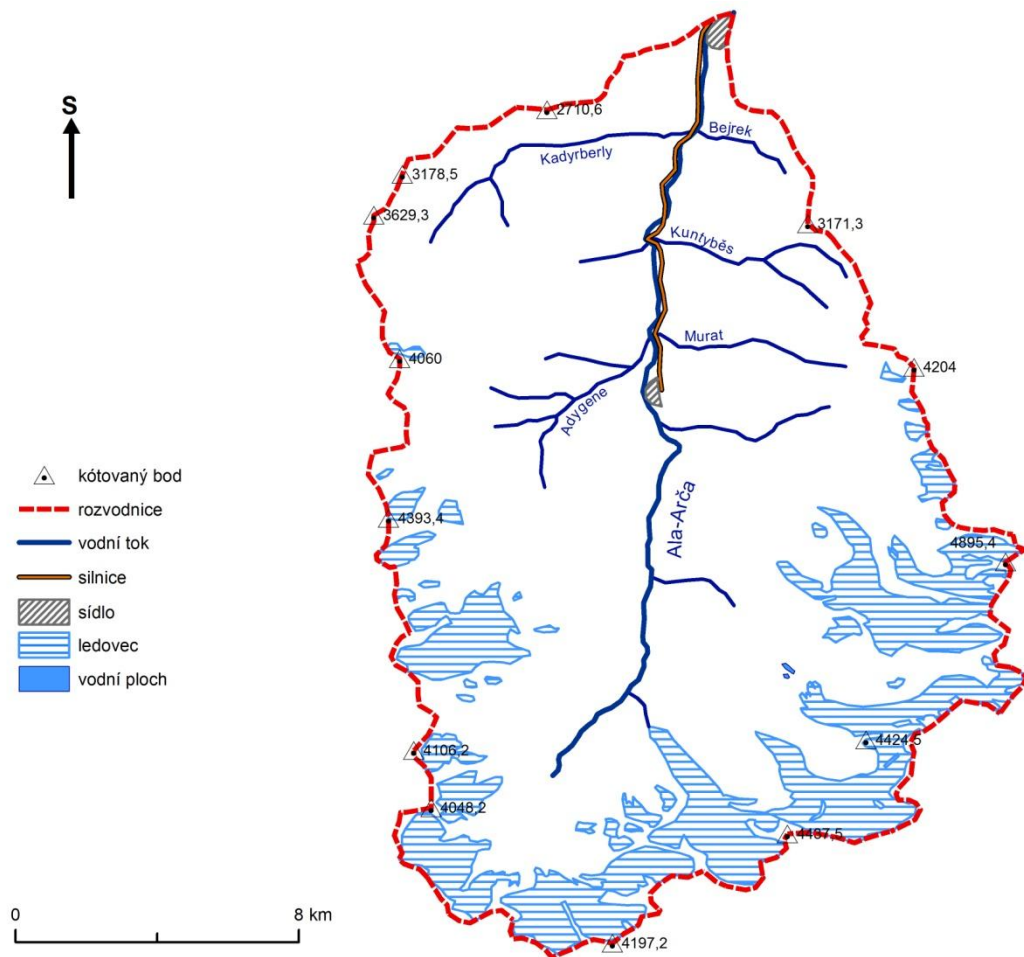 S
2710,6
Bejrek
Kadyrberly
3178,5
3629,3
3171,3
Kuntyběs
Murat
4060
4204
Adygene
kótovaný bod
rozvodnice
vodní tok
silnice
sídlo
ledovec
vodní ploch
Ala-Arča
4393,4
4895,4
4424,5
4106,2
4048,2
4437,5
4197,2
0
8 km